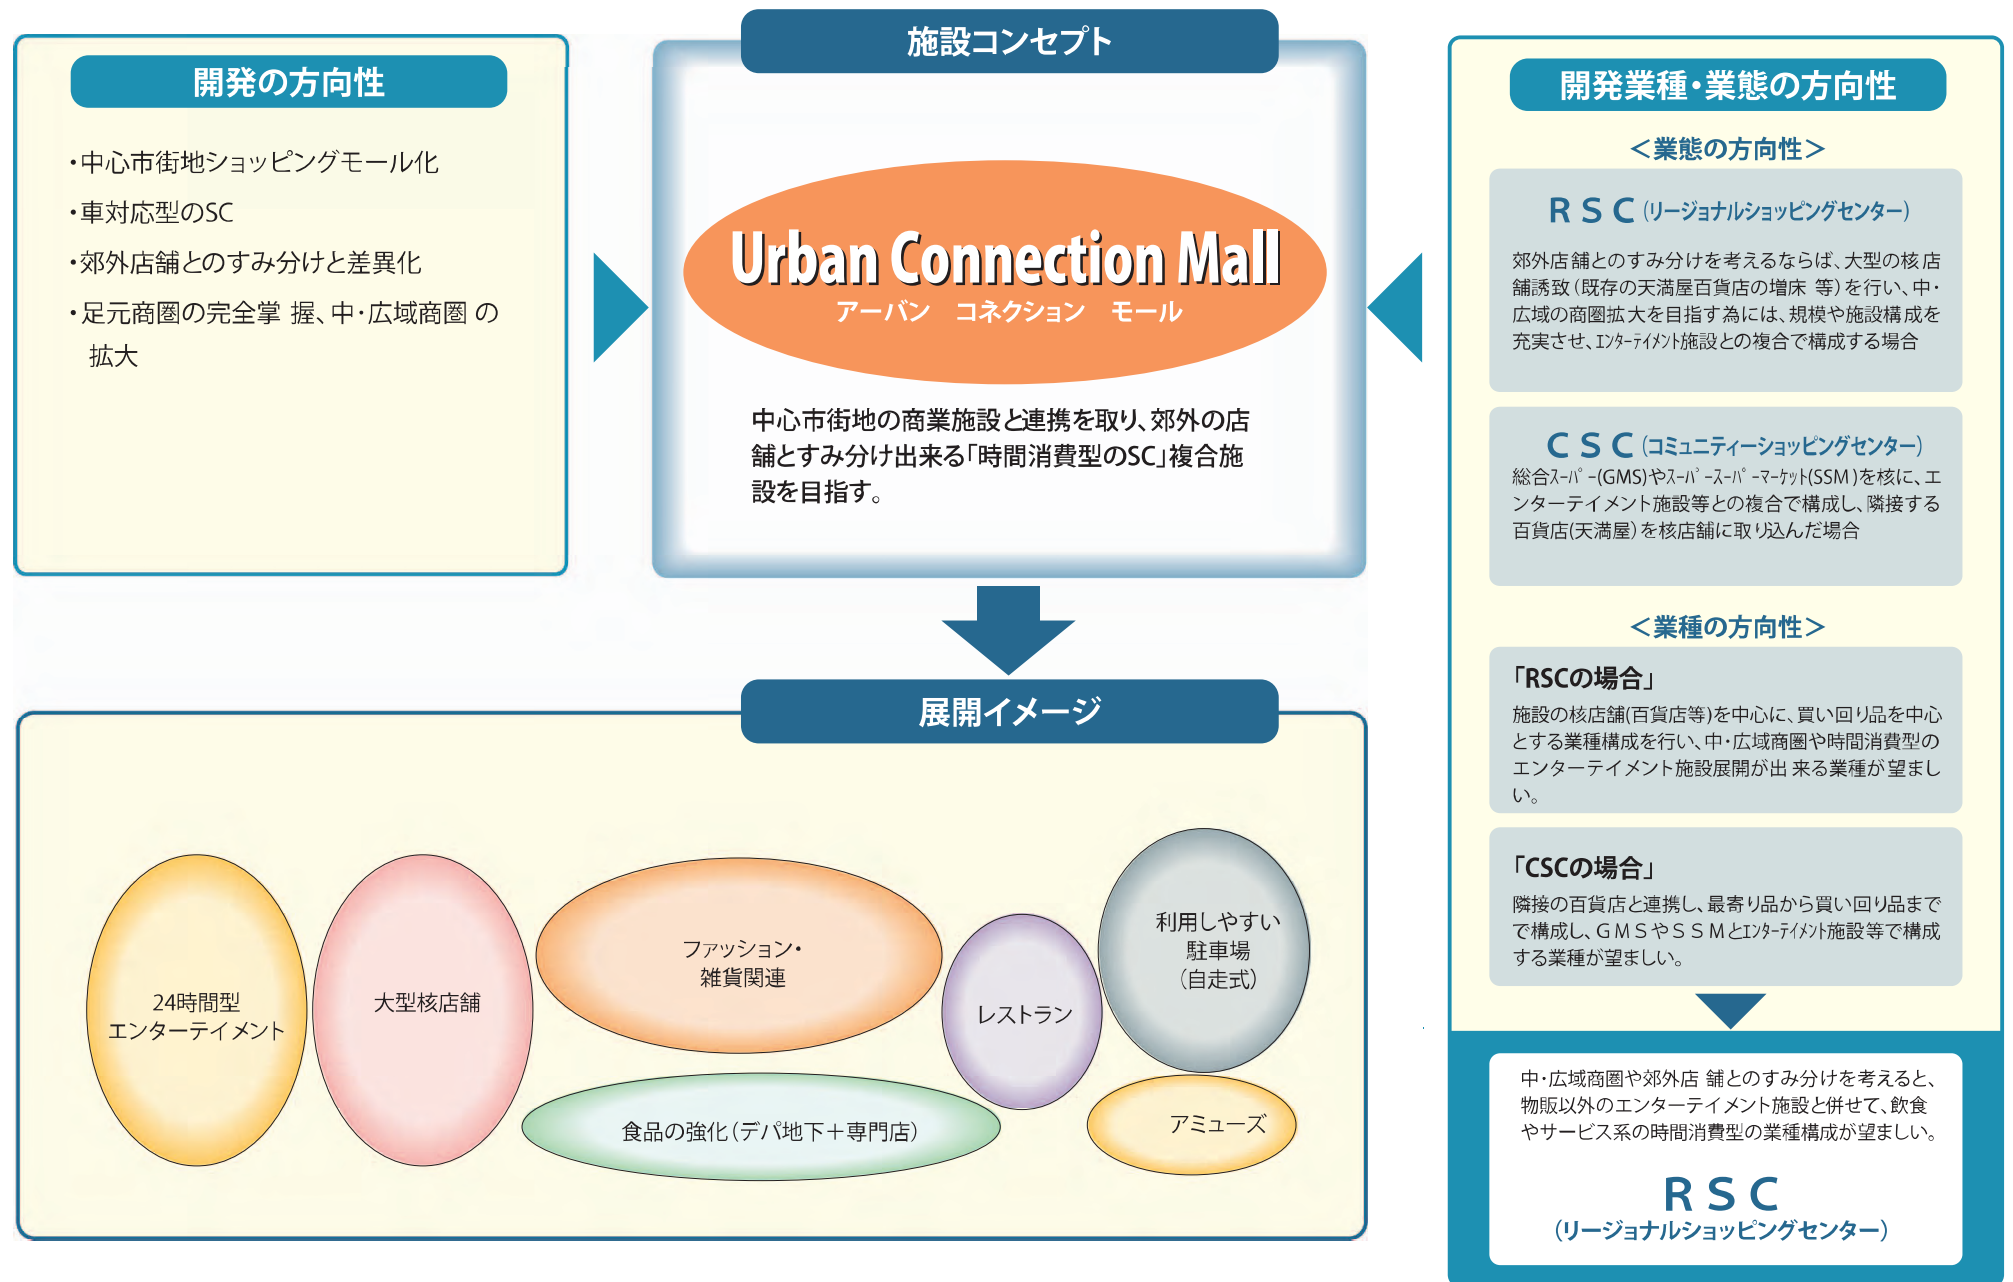 開発の方向性
・中心市街地ショッピングモール化
・車対応型のSC
・郊外店舗とのすみ分けと差異化
・足元商圏の完全掌 握、中・広域商圏 の
拡大
施設コンセプト
Urban Connection Mall
アーバン　コネクション　モール
中心市街地の商業施設と連携を取り、郊外の店
舗とすみ分け出来る「時間消費型のSC」複合施
設を目指す。
展開イメージ
24時間型
エンターテイメント
大型核店舗
ファッション・
雑貨関連
食品の強化（デパ地下＋専門店）
レストラン
利用しやすい
駐車場
（自走式）
アミューズ
開発業種・業態の方向性
＜業態の方向性＞
ＲＳＣ（リージョナルショッピングセンター）
郊外店舗とのすみ分けを考えるならば、大型の核店
舗誘致（既存の天満屋百貨店の増床 等）を行い、中・
広域の商圏拡大を目指す為には、規模や施設構成を
充実させ、ｴﾝﾀｰﾃｲﾒﾝﾄ施設との複合で構成する場合
ＣＳＣ（コミュニティーショッピングセンター）
総合ｽｰﾊﾟｰ(GMS)やｽｰﾊﾟｰｽｰﾊﾟｰﾏｰｹｯﾄ(SSM)を核に、エ
ンターテイメント施設等との複合で構成し、隣接する
百貨店(天満屋）を核店舗に取り込んだ場合
＜業種の方向性＞
「RSCの場合」
施設の核店舗(百貨店等)を中心に、買い回り品を中心
とする業種構成を行い、中・広域商圏や時間消費型の
エンターテイメント施設展開が出 来る業種が望まし
い。
「CSCの場合」
隣接の百貨店と連携し、最寄り品から買い回り品まで
で構成し、ＧＭＳやＳＳＭとｴﾝﾀｰﾃｲﾒﾝﾄ施設等で構成
する業種が望ましい。
中・広域商圏や郊外店 舗とのすみ分けを考えると、
物販以外のエンターテイメント施設と併せて、飲食
やサービス系の時間消費型の業種構成が望ましい。
ＲＳＣ
（リージョナルショッピングセンター）